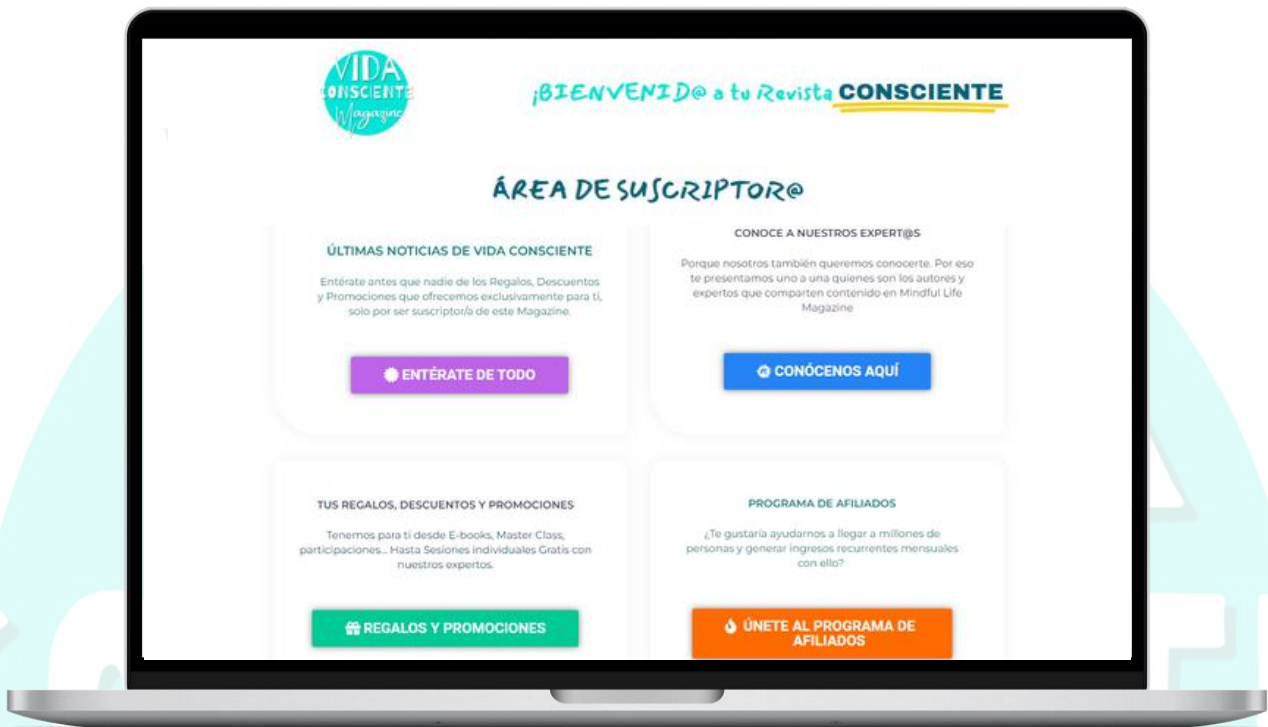 VIDA
CONSCIENTE
Magazine
¡BIENVENID@ a tu Revista CONSCIENTE
ÁREA DE SUSCRIPTOR@
ÚLTIMAS NOTICIAS DE VIDA CONSCIENTE
Entérate antes que nadie de los Regalos, Descuentos
y Promociones que ofrecemos exclusivamente para ti,
solo por ser suscriptor/a de este Magazine.
ENTÉRATE DE TODO
CONOCE A NUESTROS EXPERT@S
Porque nosotros también queremos conocerte. Por eso
te presentamos uno a una quienes son los autores y
expertos que comparten contenido en Mindful Life
Magazine
CONÓCENOS AQUÍ
TUS REGALOS, DESCUENTOS Y PROMOCIONES
Tenemos para ti desde E-books, Master Class,
participaciones... Hasta Sesiones individuales Gratis con
nuestros expertos.
REGALOS Y PROMOCIONES
PROGRAMA DE AFILIADOS
¿Te gustaría ayudarnos a llegar a millones de
personas y generar ingresos recurrentes mensuales
con ello?
ÚNETE AL PROGRAMA DE
AFILIADOS